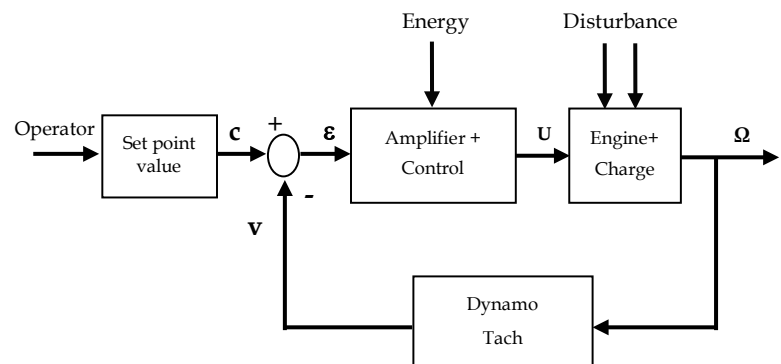 Energy
Disturbance
Operator
Set point
value
c
+
ε
Amplifier +
Control
U
Engine+
Charge
Ω
-
v
Dynamo
Tach